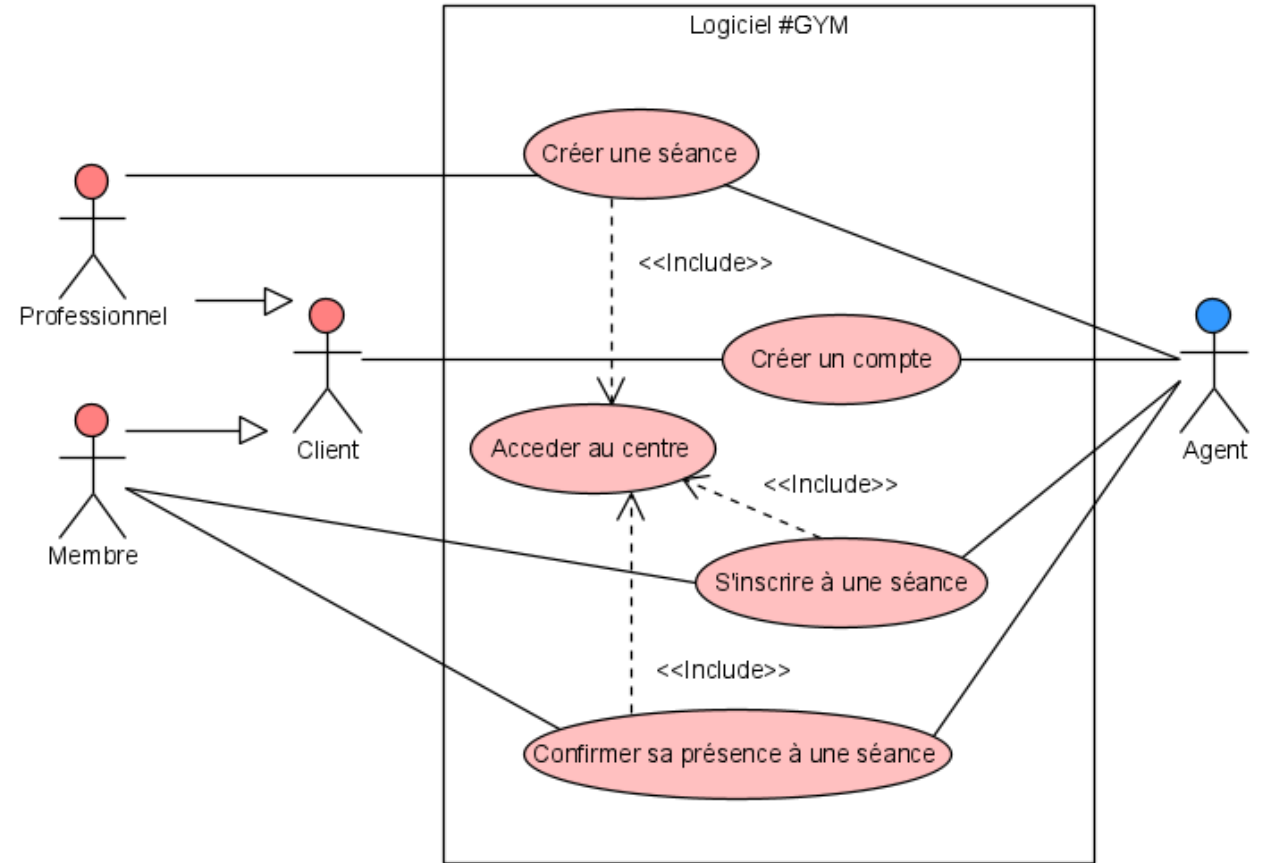 Logiciel #GYM
Créer une séance
<<Include>>
Professionnel
Créer un compte
Client
Acceder au centre
Agent
<<Include>>
Membre
S'inscrire à une séance
<<Include>>
Confirmer sa présence à une séance